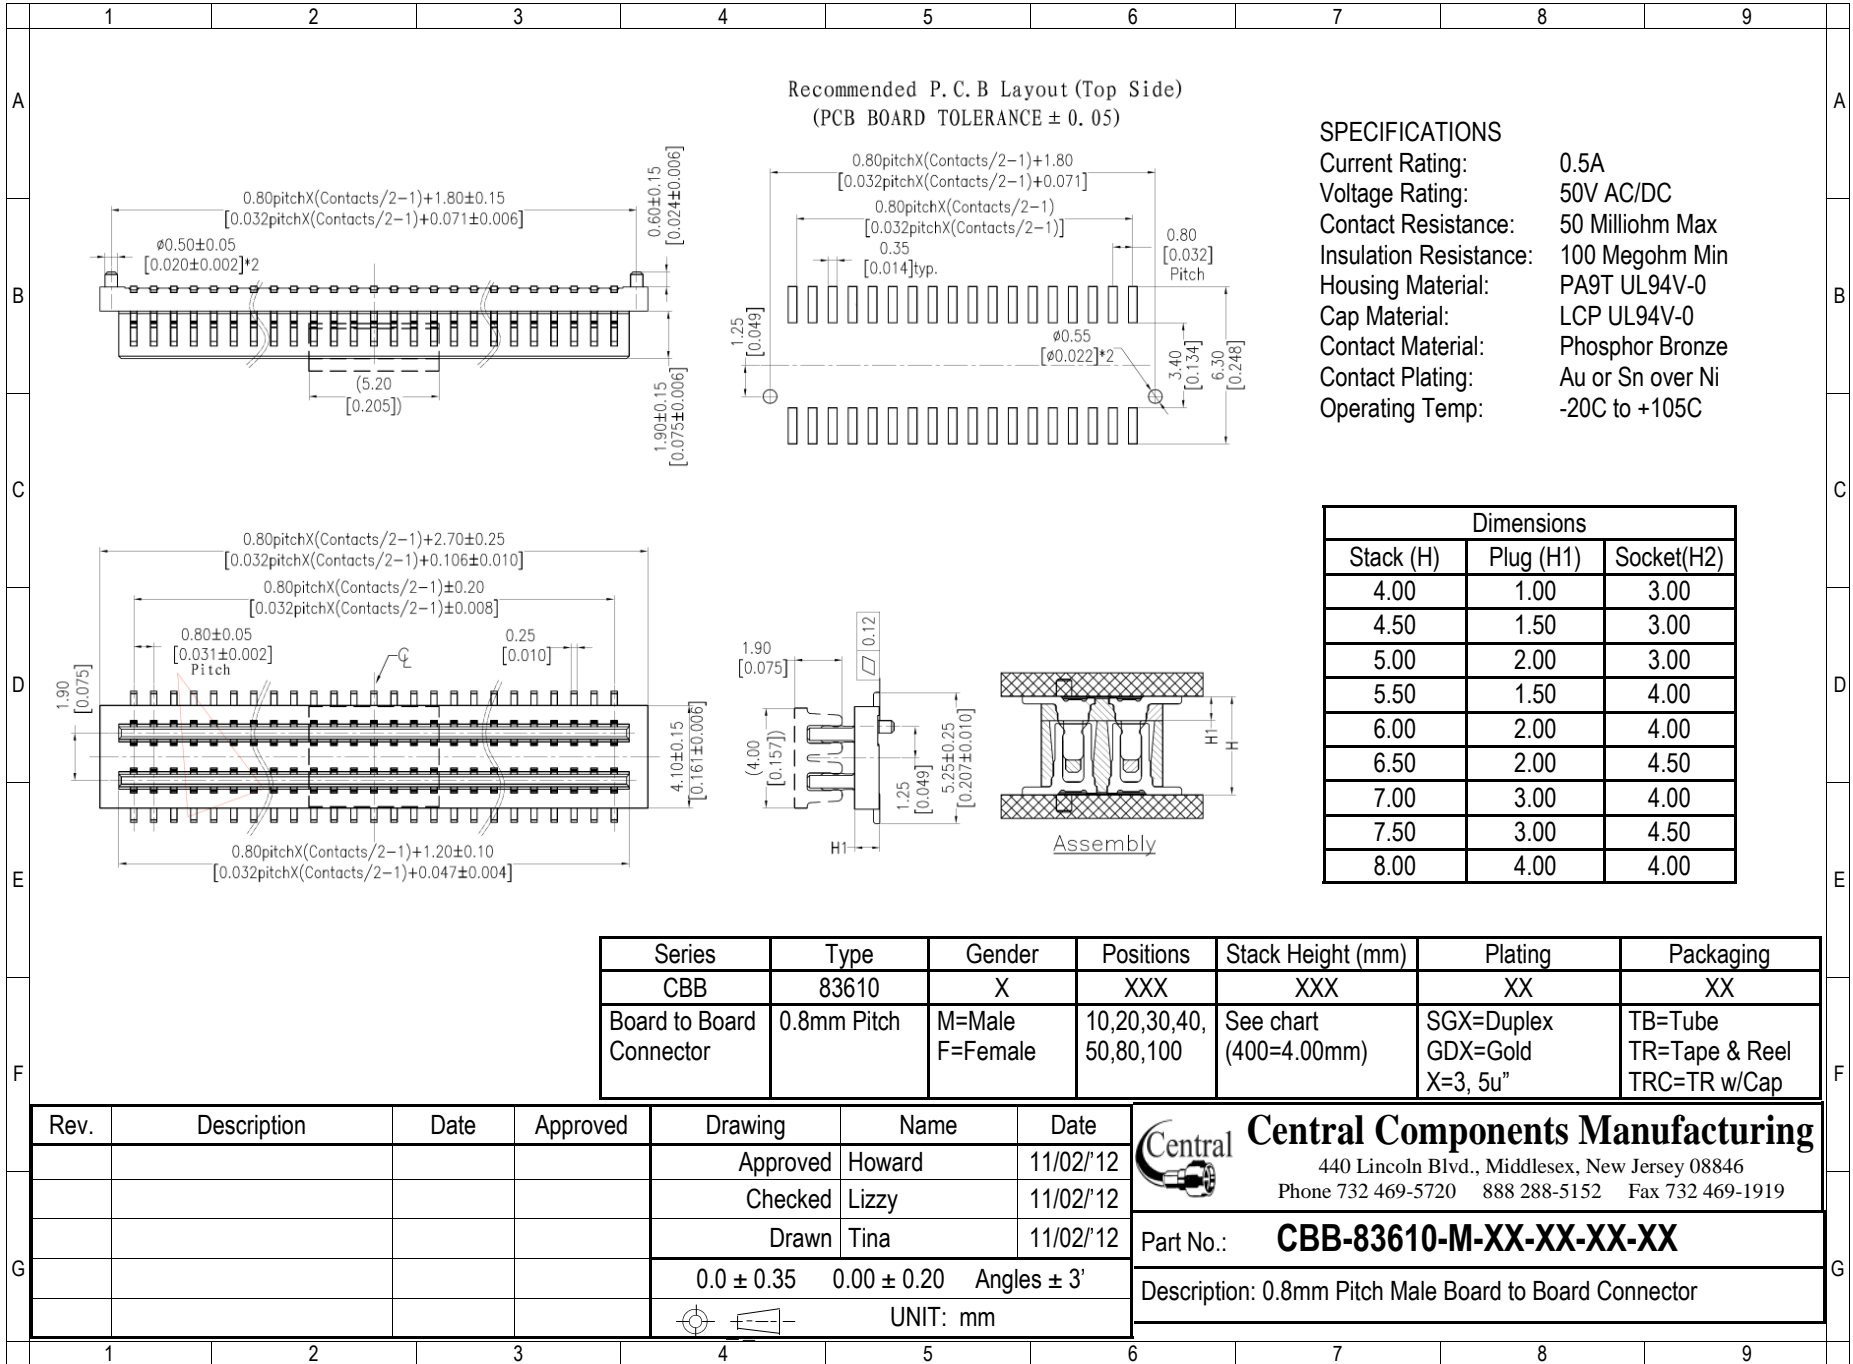 1 2 3 4 5 6 7 8 9
A A
B B
C C
D D
E E
F F
G G
0.80pitchX(Contacts/2-1)+1.80±0.15
[0.032pitchX(Contacts/2-1)+0.071±0.006]
ø0.50±0.05
[0.020±0.002]*2
0.60±0.15
[0.024±0.006]
(5.20
[0.205])
1.90±0.15
[0.075±0.006]
Recommended P.C.B Layout(Top Side)
(PCB BOARD TOLERANCE ± 0.05)
0.80pitchX(Contacts/2-1)+1.80
[0.032pitchX(Contacts/2-1)+0.071]
0.80pitchX(Contacts/2-1)
[0.032pitchX(Contacts/2-1)]
0.35
[0.014]typ.
0.80
[0.032]
Pitch
1.25
[0.049]
ø0.55
[ø0.022]*2
3.40
[0.134]
6.30
[0.248]
SPECIFICATIONS
Current Rating: 0.5A
Voltage Rating: 50V AC/DC
Contact Resistance: 50 Milliohm Max
Insulation Resistance: 100 Megohm Min
Housing Material: PA9T UL94V-0
Cap Material: LCP UL94V-0
Contact Material: Phosphor Bronze
Contact Plating: Au or Sn over Ni
Operating Temp: -20C to +105C
0.80pitchX(Contacts/2-1)+2.70±0.25
[0.032pitchX(Contacts/2-1)+0.106±0.010]
0.80pitchX(Contacts/2-1)±0.20
[0.032pitchX(Contacts/2-1)±0.008]
0.80±0.05
[0.031±0.002]
Pitch
0.25
[0.010]
CL
1.90
[0.075]
4.10±0.15
[0.161±0.006]
0.80pitchX(Contacts/2-1)+1.20±0.10
[0.032pitchX(Contacts/2-1)+0.047±0.004]
1.90
[0.075]
0.12
(4.00
[0.157])
1.25
[0.049]
5.25±0.25
[0.207±0.010]
H1
H1
H
Assembly
Dimensions
Stack (H) Plug (H1) Socket(H2)
4.00 1.00 3.00
4.50 1.50 3.00
5.00 2.00 3.00
5.50 1.50 4.00
6.00 2.00 4.00
6.50 2.00 4.50
7.00 3.00 4.00
7.50 3.00 4.50
8.00 4.00 4.00
Series Type Gender Positions Stack Height (mm) Plating Packaging
CBB 83610 X XXX XXX XX XX
Board to Board 0.8mm Pitch M=Male 10,20,30,40, See chart SGX=Duplex TB=Tube
Connector F=Female 50,80,100 (400=4.00mm) GDX=Gold TR=Tape & Reel
X=3, 5u" TRC=TR w/Cap
Rev. Description Date Approved
Drawing Name Date
Approved Howard 11/02/'12
Checked Lizzy 11/02/'12
Drawn Tina 11/02/'12
0.0 ± 0.35 0.00 ± 0.20 Angles ± 3'
UNIT: mm
Central
Central Components Manufacturing
440 Lincoln Blvd., Middlesex, New Jersey 08846
Phone 732 469-5720 888 288-5152 Fax 732 469-1919
Part No.: CBB-83610-M-XX-XX-XX-XX
Description: 0.8mm Pitch Male Board to Board Connector
1 2 3 4 5 6 7 8 9